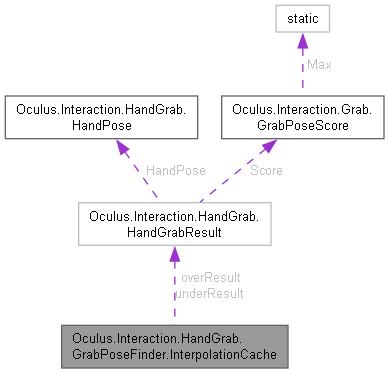 static
Max
Oculus.Interaction.HandGrab.
HandPose
Oculus.Interaction.Grab.
GrabPoseScore
HandPose
Score
Oculus.Interaction.HandGrab.
HandGrabResult
overResult
underResult
Oculus.Interaction.HandGrab.
GrabPoseFinder.InterpolationCache